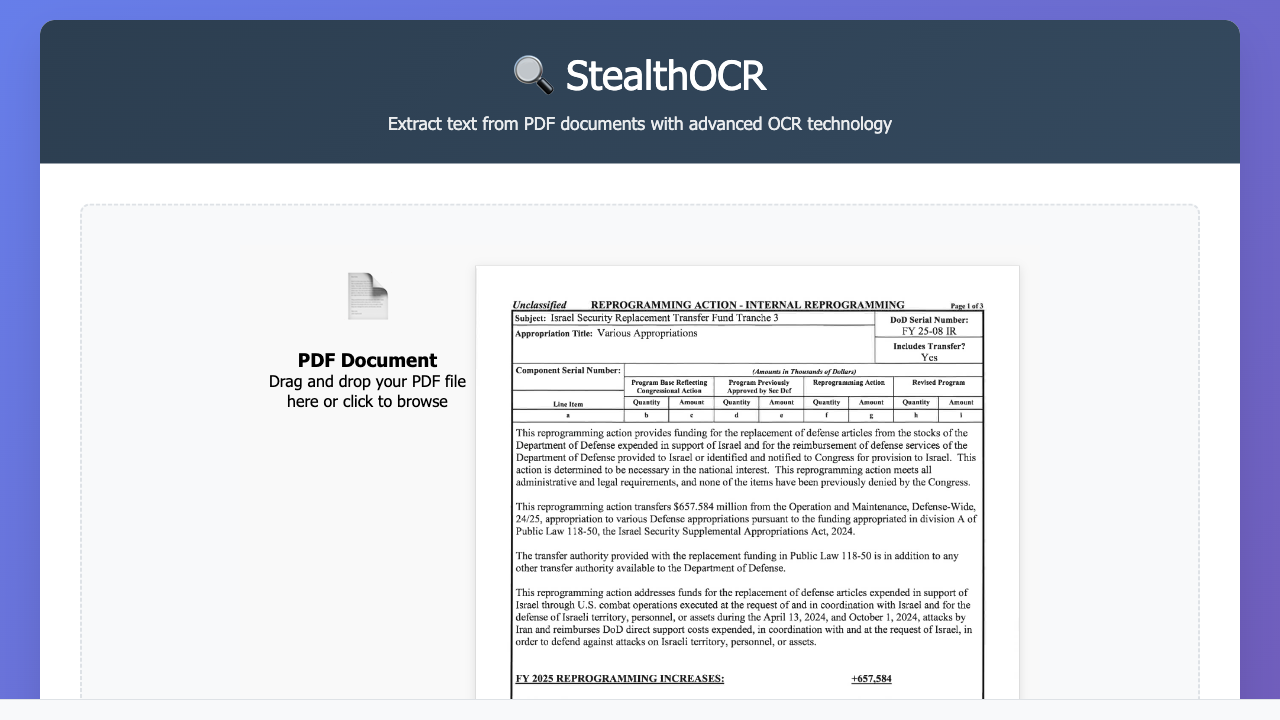 StealthOCR
Extract text from PDF documents with advanced OCR technology
PDF Document
Drag and drop your PDF file
here or click to browse
Unclassified REPROGRAMMING ACTION - INTERNAL REPROGRAMMING Page 1 of 3
Subject: Israel Security Replacement Transfer Fund Tranche 3
DoD Serial Number:
FY 25-08 IR
Appropriation Title: Various Appropriations
Includes Transfer?
Yes
Component Serial Number:
(Amounts in Thousands of Dollars)
Program Base Reflecting
Congressional Action
Program Previously
Approved by Sec Def
Reprogramming Action
Revised Program
Line Item
Quantity Amount Quantity Amount Quantity Amount Quantity Amount
a b c d e f g h i
This reprogramming action provides funding for the replacement of defense articles from the stocks of the
Department of Defense expended in support of Israel and for the reimbursement of defense services of the
Department of Defense provided to Israel or identified and notified to Congress for provision to Israel. This
action is determined to be necessary in the national interest. This reprogramming action meets all
administrative and legal requirements, and none of the items have been previously denied by the Congress.
This reprogramming action transfers $657.584 million from the Operation and Maintenance, Defense-Wide,
24/25, appropriation to various Defense appropriations pursuant to the funding appropriated in division A of
Public Law 118-50, the Israel Security Supplemental Appropriations Act, 2024.
The transfer authority provided with the replacement funding in Public Law 118-50 is in addition to any
other transfer authority available to the Department of Defense.
This reprogramming action addresses funds for the replacement of defense articles expended in support of
Israel through U.S. combat operations executed at the request of and in coordination with Israel and for the
defense of Israeli territory, personnel, or assets during the April 13, 2024, and October 1, 2024, attacks by
Iran and reimburses DoD direct support costs expended, in coordination with and at the request of Israel, in
order to defend against attacks on Israeli territory, personnel, or assets.
FY 2025 REPROGRAMMING INCREASES: +657,584